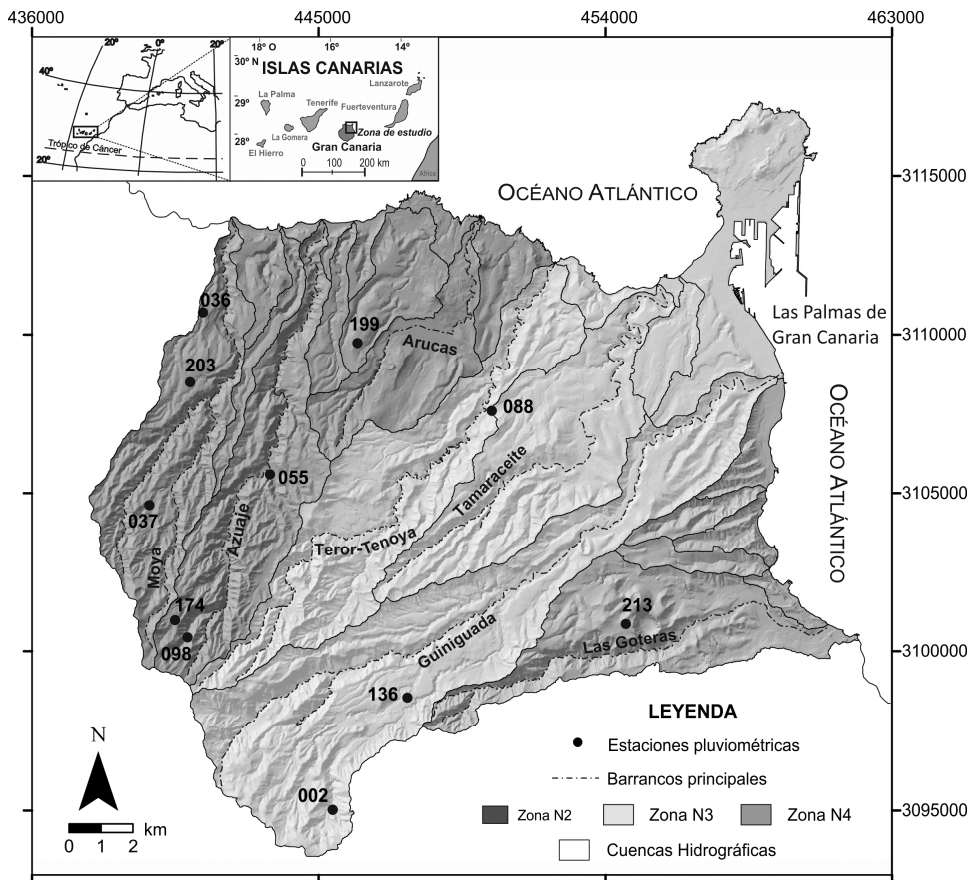 436000
445000
454000
463000
20°
0°
20°
40°
Trópico de Cáncer
20°
18° O
16°
14°
30° N
ISLAS CANARIAS
Lanzarote
La Palma
29°
Tenerife
Fuerteventura
La Gomera
Zona de estudio
28°
El Hierro
Gran Canaria
0 100 200 km
Africa
OCÉANO ATLÁNTICO
3115000
036
199
Arucas
Las Palmas de
Gran Canaria
3110000
203
088
OCÉANO ATLÁNTICO
055
Tamaraceite
3105000
037
Azuaje
Teror-Tenoya
Moya
174
213
098
Guiniguada
Las Goteras
3100000
136
LEYENDA
N
Estaciones pluviométricas
Barrancos principales
002
Zona N2
Zona N3
Zona N4
3095000
km
0 1 2
Cuencas Hidrográficas